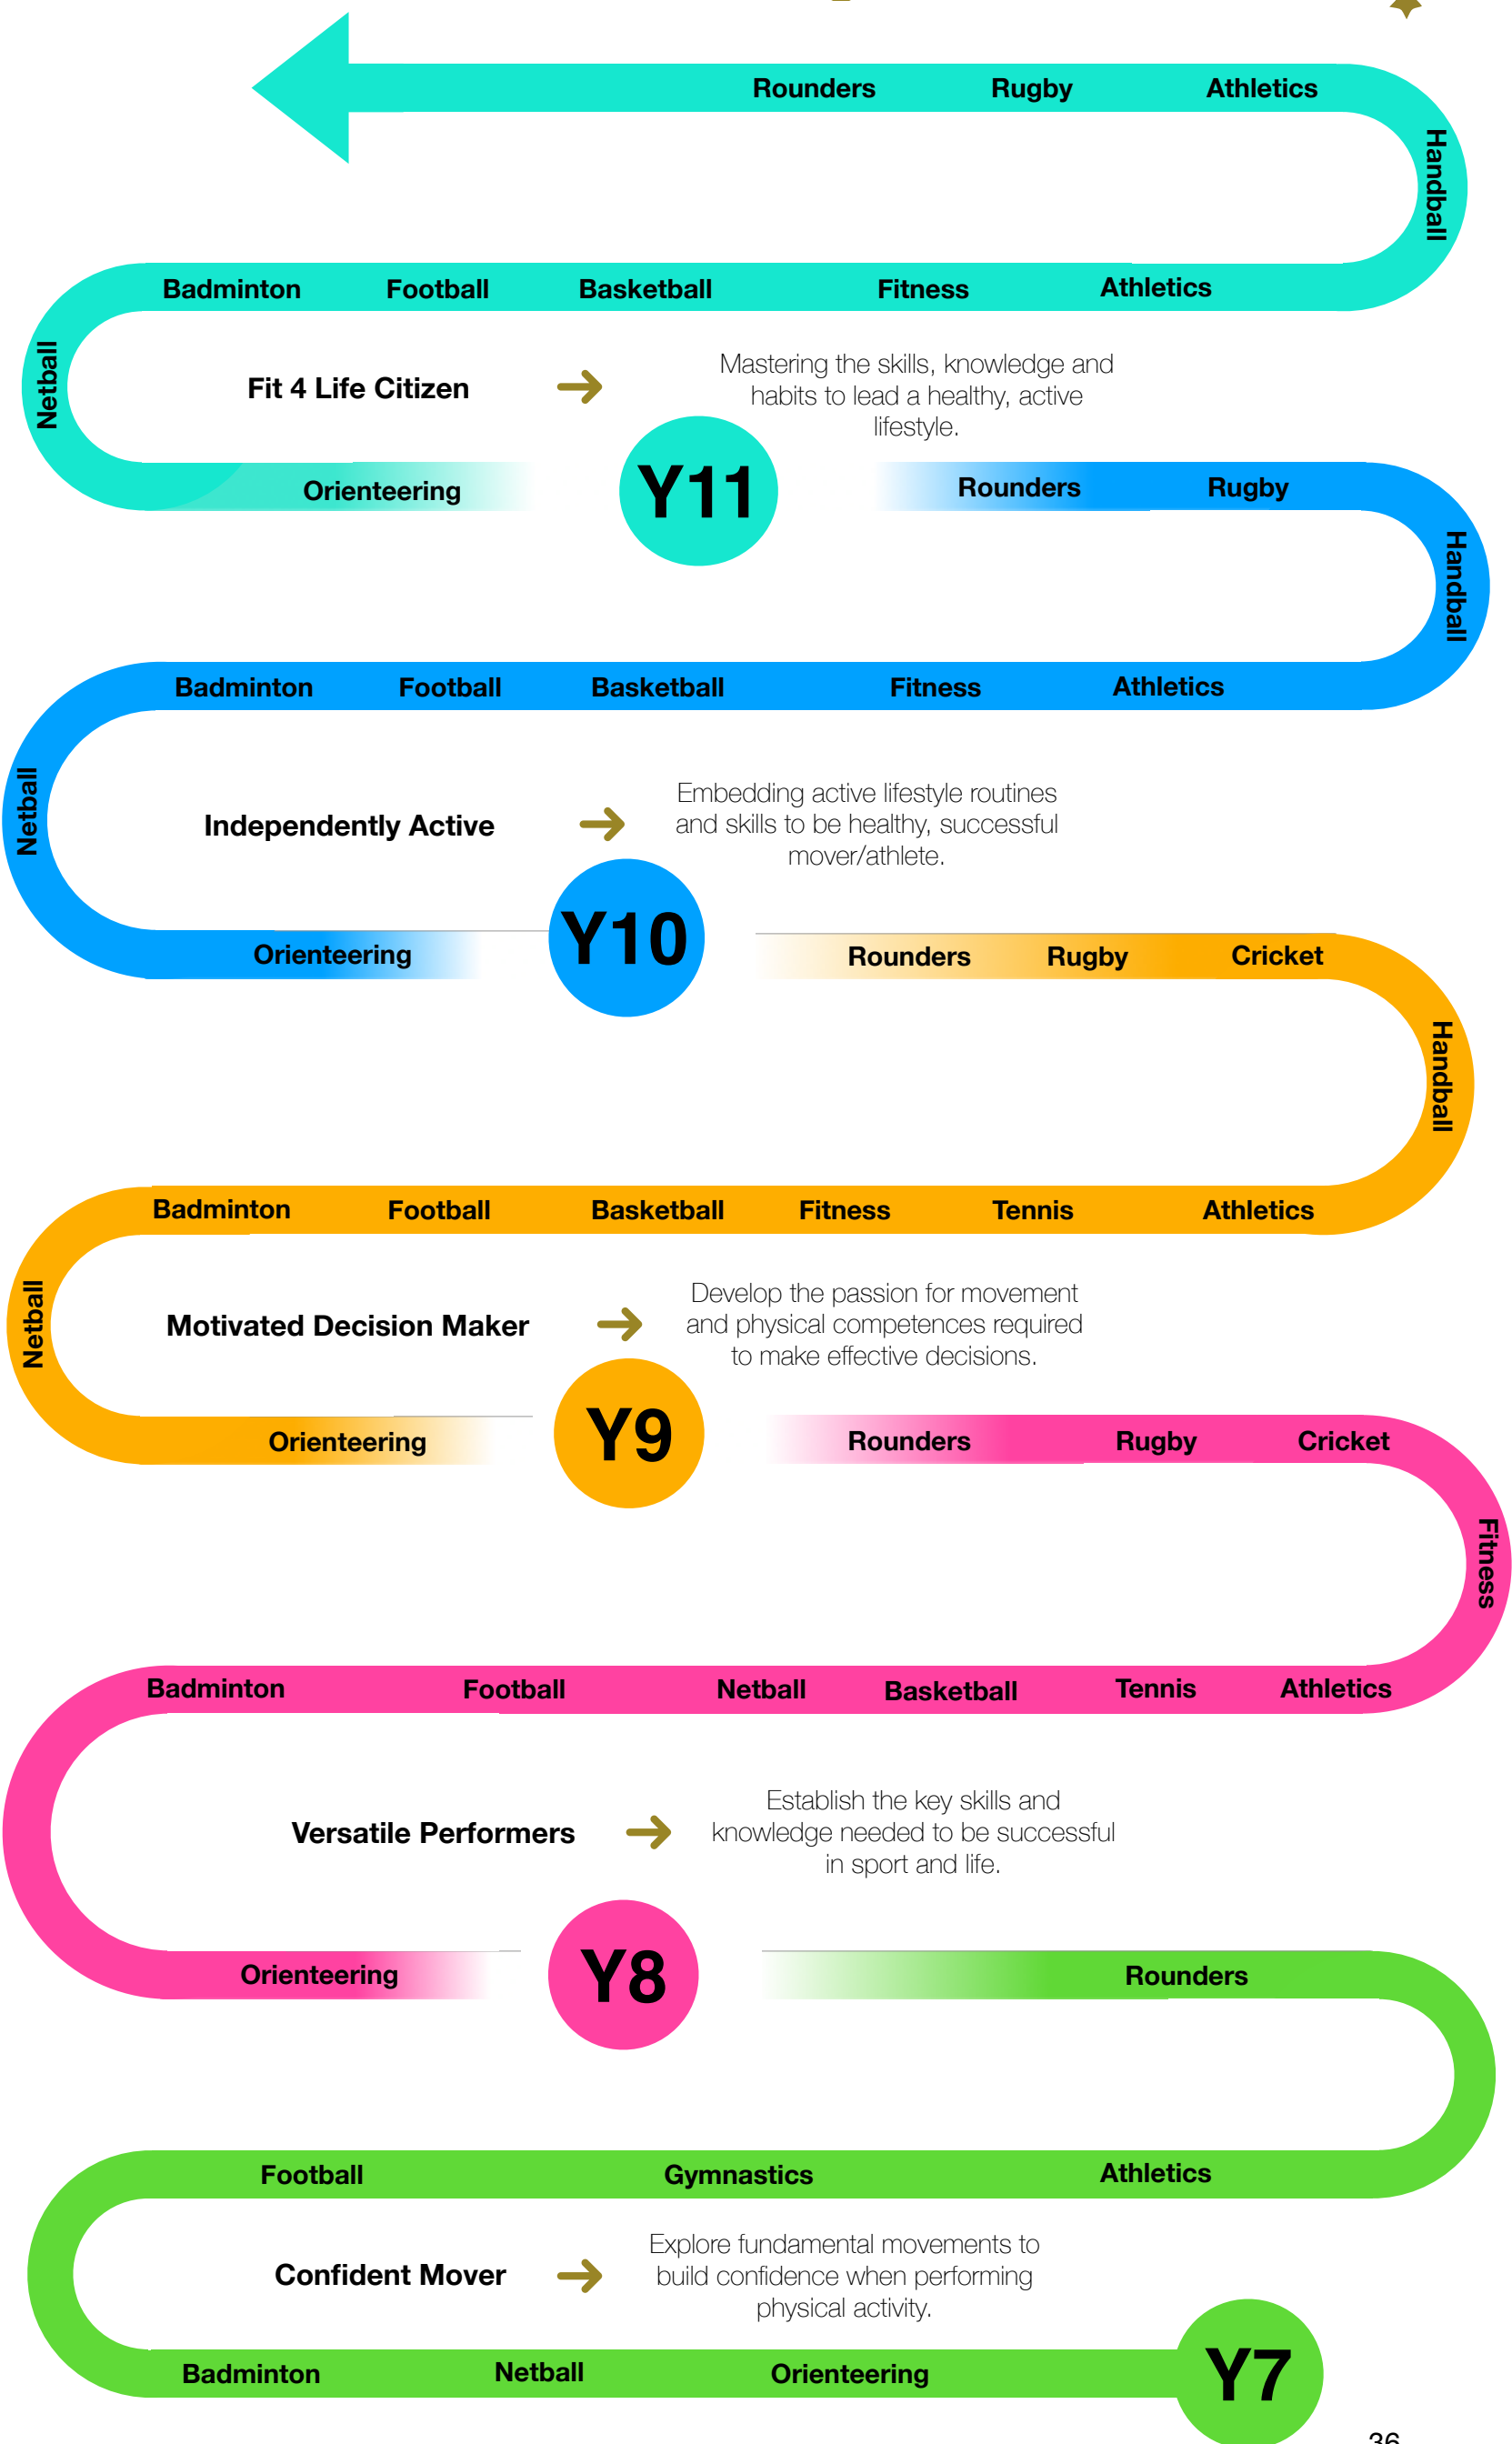 Rounders Rugby Athletics
Handball
Badminton Football Basketball Fitness Athletics
Netball
Fit 4 Life Citizen
Mastering the skills, knowledge and
habits to lead a healthy, active
lifestyle.
Orienteering
Y11
Rounders Rugby
Handball
Badminton Football Basketball Fitness Athletics
Netball
Independently Active
Embedding active lifestyle routines
and skills to be healthy, successful
mover/athlete.
Orienteering
Y10
Rounders Rugby Cricket
Handball
Badminton Football Basketball Fitness Tennis Athletics
Netball
Motivated Decision Maker
Develop the passion for movement
and physical competences required
to make effective decisions.
Orienteering
Y9
Rounders Rugby Cricket
Fitness
Badminton Football Netball Basketball Tennis Athletics
Versatile Performers
Establish the key skills and
knowledge needed to be successful
in sport and life.
Orienteering
Y8
Rounders
Football Gymnastics Athletics
Confident Mover
Explore fundamental movements to
build confidence when performing
physical activity.
Badminton Netball Orienteering
Y7
36